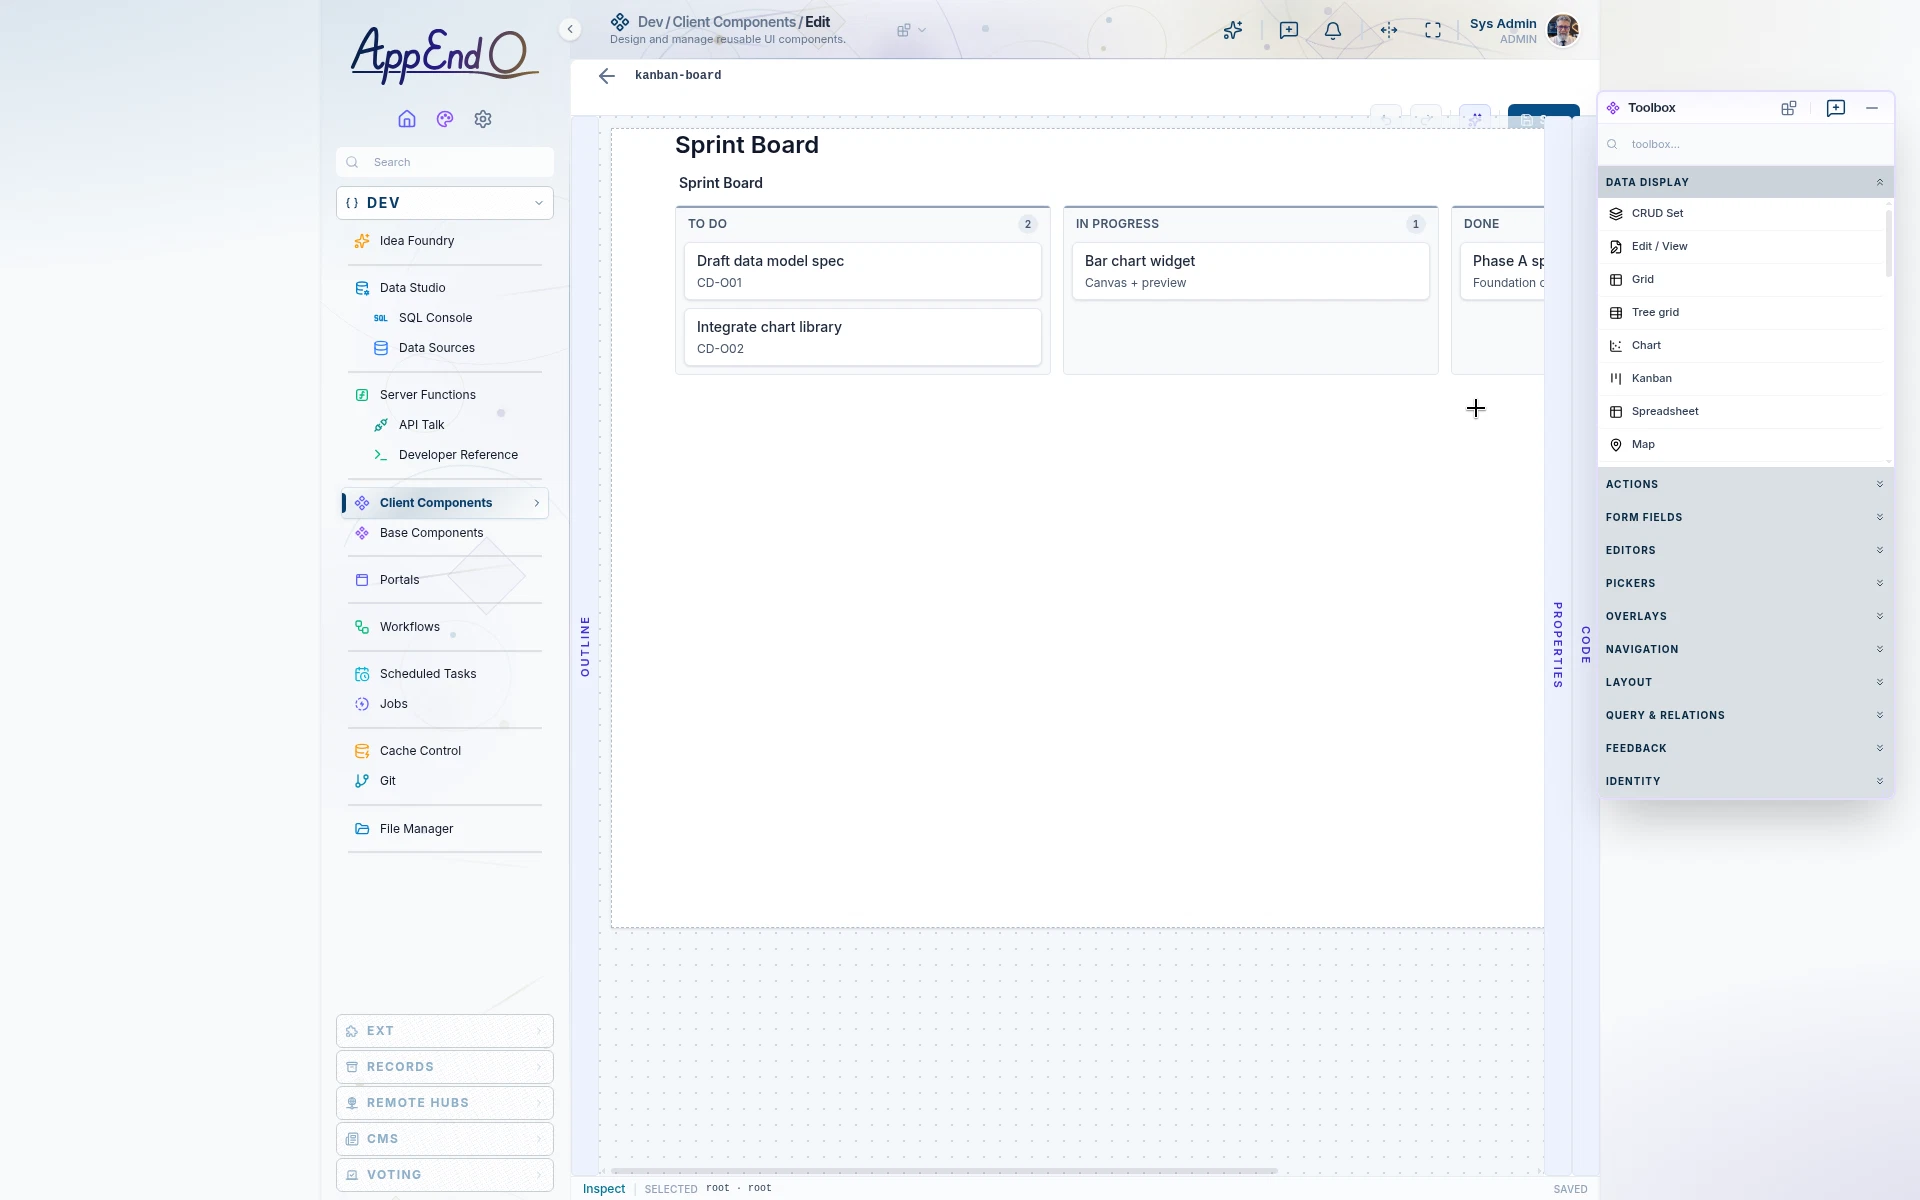 AppEndO
Search
DEV
Idea Foundry
Data Studio
SQL
SQL Console
Data Sources
Server Functions
API Talk
Developer Reference
Client Components
Base Components
Portals
Workflows
Scheduled Tasks
Jobs
Cache Control
Git
File Manager
EXT
RECORDS
REMOTE HUBS
CMS
VOTING
Dev / Client Components / Edit
Design and manage reusable UI components.
Sys Admin
ADMIN
kanban-board
OUTLINE
Sprint Board
Sprint Board
TO DO
2
Draft data model spec
CD-O01
Integrate chart library
CD-O02
IN PROGRESS
1
Bar chart widget
Canvas + preview
DONE
Phase A sp
Foundation
PROPERTIES
CODE
Inspect
SELECTED root · root
SAVED
Toolbox
toolbox...
DATA DISPLAY
CRUD Set
Edit / View
Grid
Tree grid
Chart
Kanban
Spreadsheet
Map
ACTIONS
FORM FIELDS
EDITORS
PICKERS
OVERLAYS
NAVIGATION
LAYOUT
QUERY & RELATIONS
FEEDBACK
IDENTITY